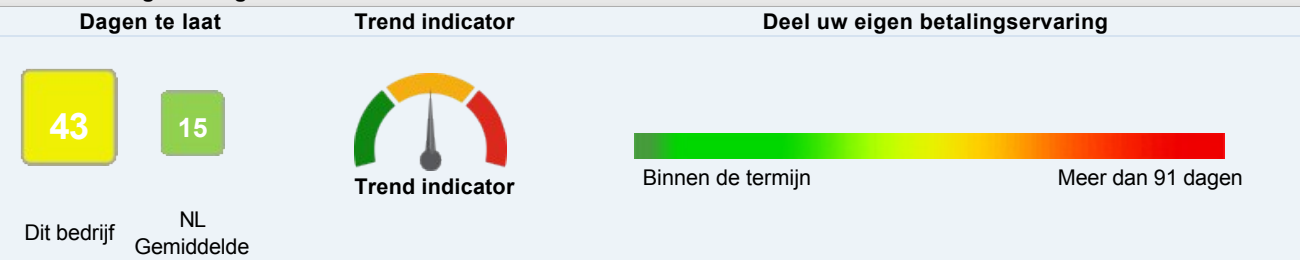 Dagen te laat
Trend indicator
Deel uw eigen betalingservaring
43
15
Trend indicator
Binnen de termijn
Meer dan 91 dagen
Dit bedrijf
NL
Gemiddelde